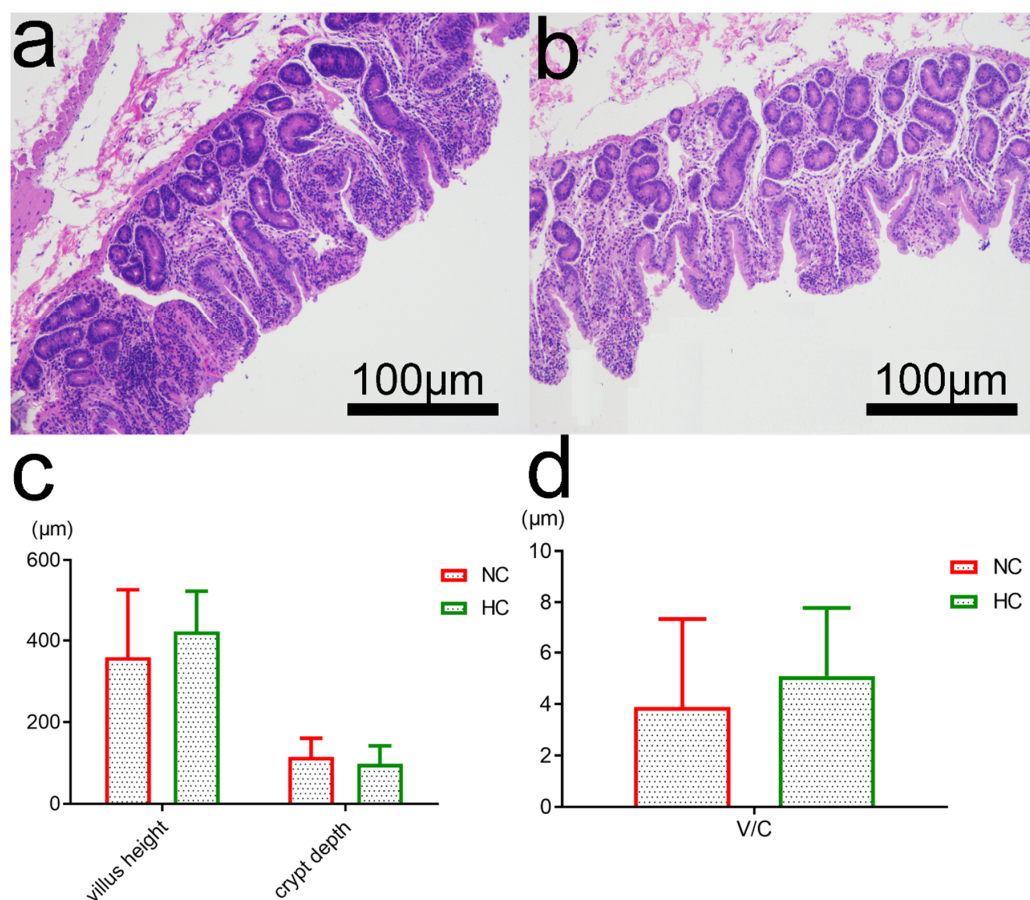 a
b
100µm
100µm
c
(µm)
600
400
200
0
villus height
crypt depth
NC
HC
d
(µm)
10
8
6
4
2
0
V/C
NC
HC